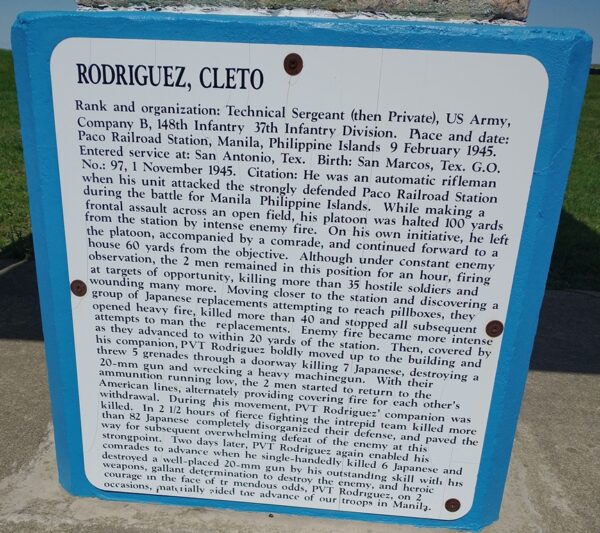 RODRIGUEZ, CLETO
Rank and organization: Technical Sergeant (then Private), US Army,
Company B, 148th Infantry 37th Infantry Division. Place and date:
Paco Railroad Station, Manila, Philippine Islands 9 February 1945.
Entered service at: San Antonio, Tex. Birth: San Marcos, Tex. G.O.
No.: 97, 1 November 1945. Citation: He was an automatic rifleman
when his unit attacked the strongly defended Paco Railroad Station
during the battle for Manila Philippine Islands. While making a
frontal assault across an open field, his platoon was halted 100 yards
from the station by intense enemy fire. On his own initiative, he left
the platoon, accompanied by a comrade, and continued forward to a
house 60 yards from the objective. Although under constant enemy
observation, the 2 men remained in this position for an hour, firing
at targets of opportunity, killing more than 35 hostile soldiers and
wounding many more. Moving closer to the station and discovering a
group of Japanese replacements attempting to reach pillboxes, they
opened heavy fire, killed more than 40 and stopped all subsequent
attempts to man the replacements. Enemy fire became more intense
as they advanced to within 20 yards of the station. Then, covered by
his companion, PVT Rodriguez boldly moved up to the building and
threw 5 grenades through a doorway killing 7 Japanese, destroying a
20-mm gun and wrecking a heavy machinegun. With their
ammunition running low, the 2 men started to return to the
American lines, alternately providing covering fire for each other's
withdrawal. During this movement, PVT Rodriguez' companion was
killed. In 2 1/2 hours of fierce fighting the intrepid team killed more
than 82 Japanese completely disorganized their defense, and paved the
way for subsequent overwhelming defeat of the enemy at this
strongpoint. Two days later, PVT Rodriguez again enabled his
comrades to advance when he single-handedly killed 6 Japanese and
destroyed a well-placed 20-mm gun by his outstanding skill with his
weapons, gallant determination to destroy the enemy, and heroic
courage in the face of tremendous odds, PVT Rodriguez, on 2
occasions, materially aided the advance of our troops in Manila.